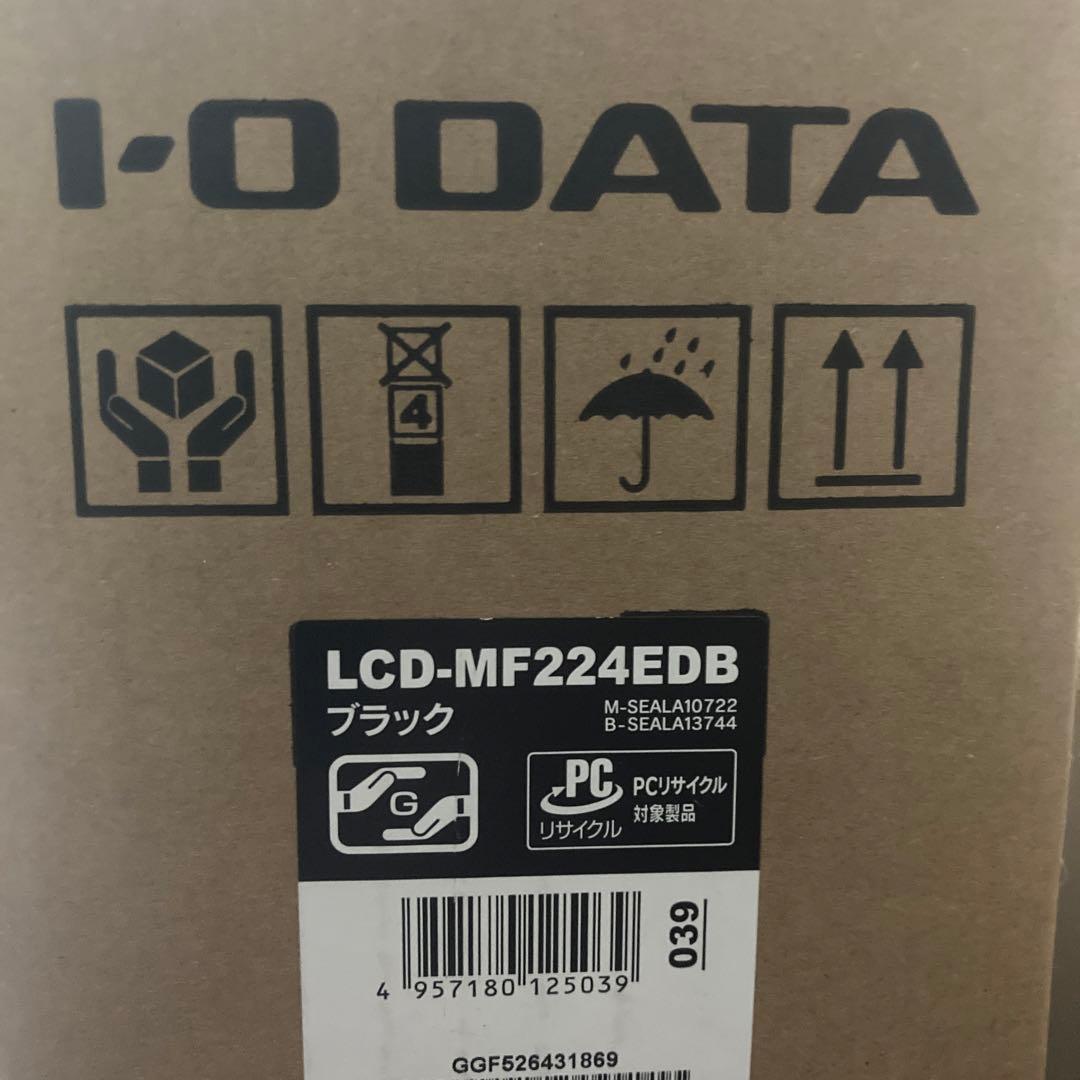 I-O DATA
4
LCD-MF224EDB
ブラック
M-SEALA10722
B-SEALA13744
G
PC
リサイクル
PCリサイクル
対象製品
039
4 957180 125039
GGF526431869